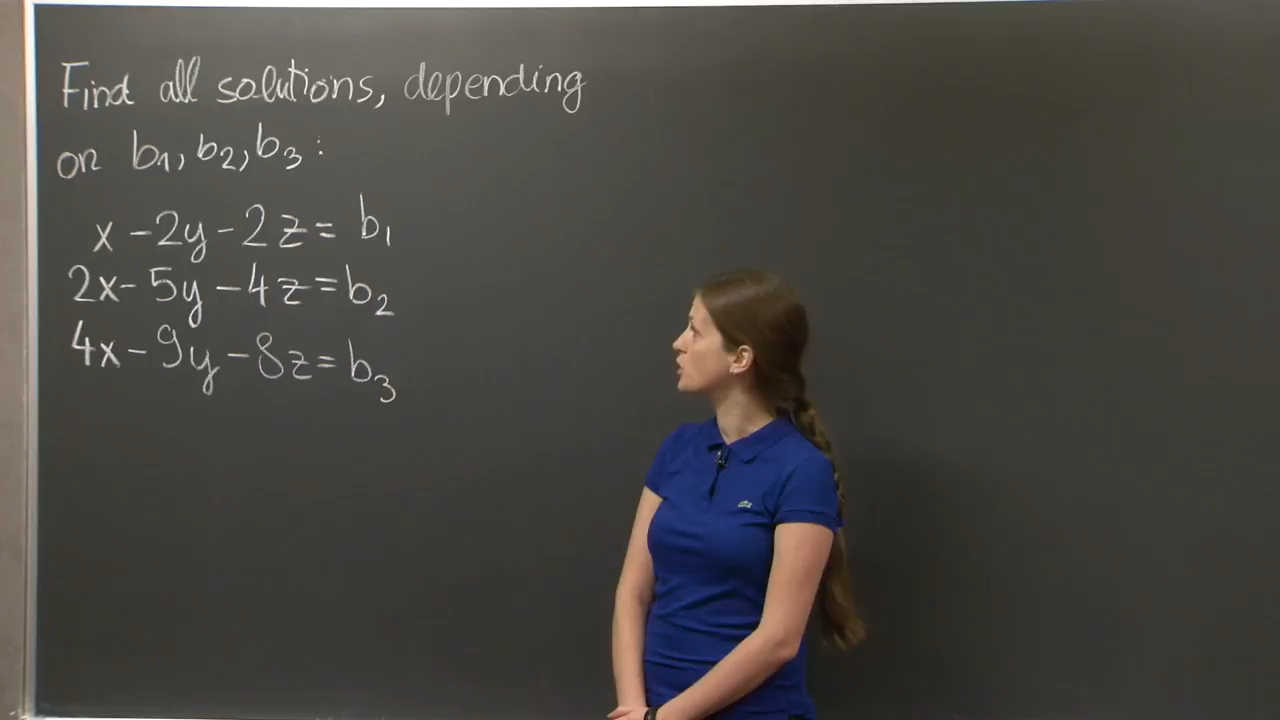 Find all solutions, depending
on b1, b2, b3:
x - 2y - 2z = b1
2x - 5y - 4z = b2
4x - 9y - 8z = b3